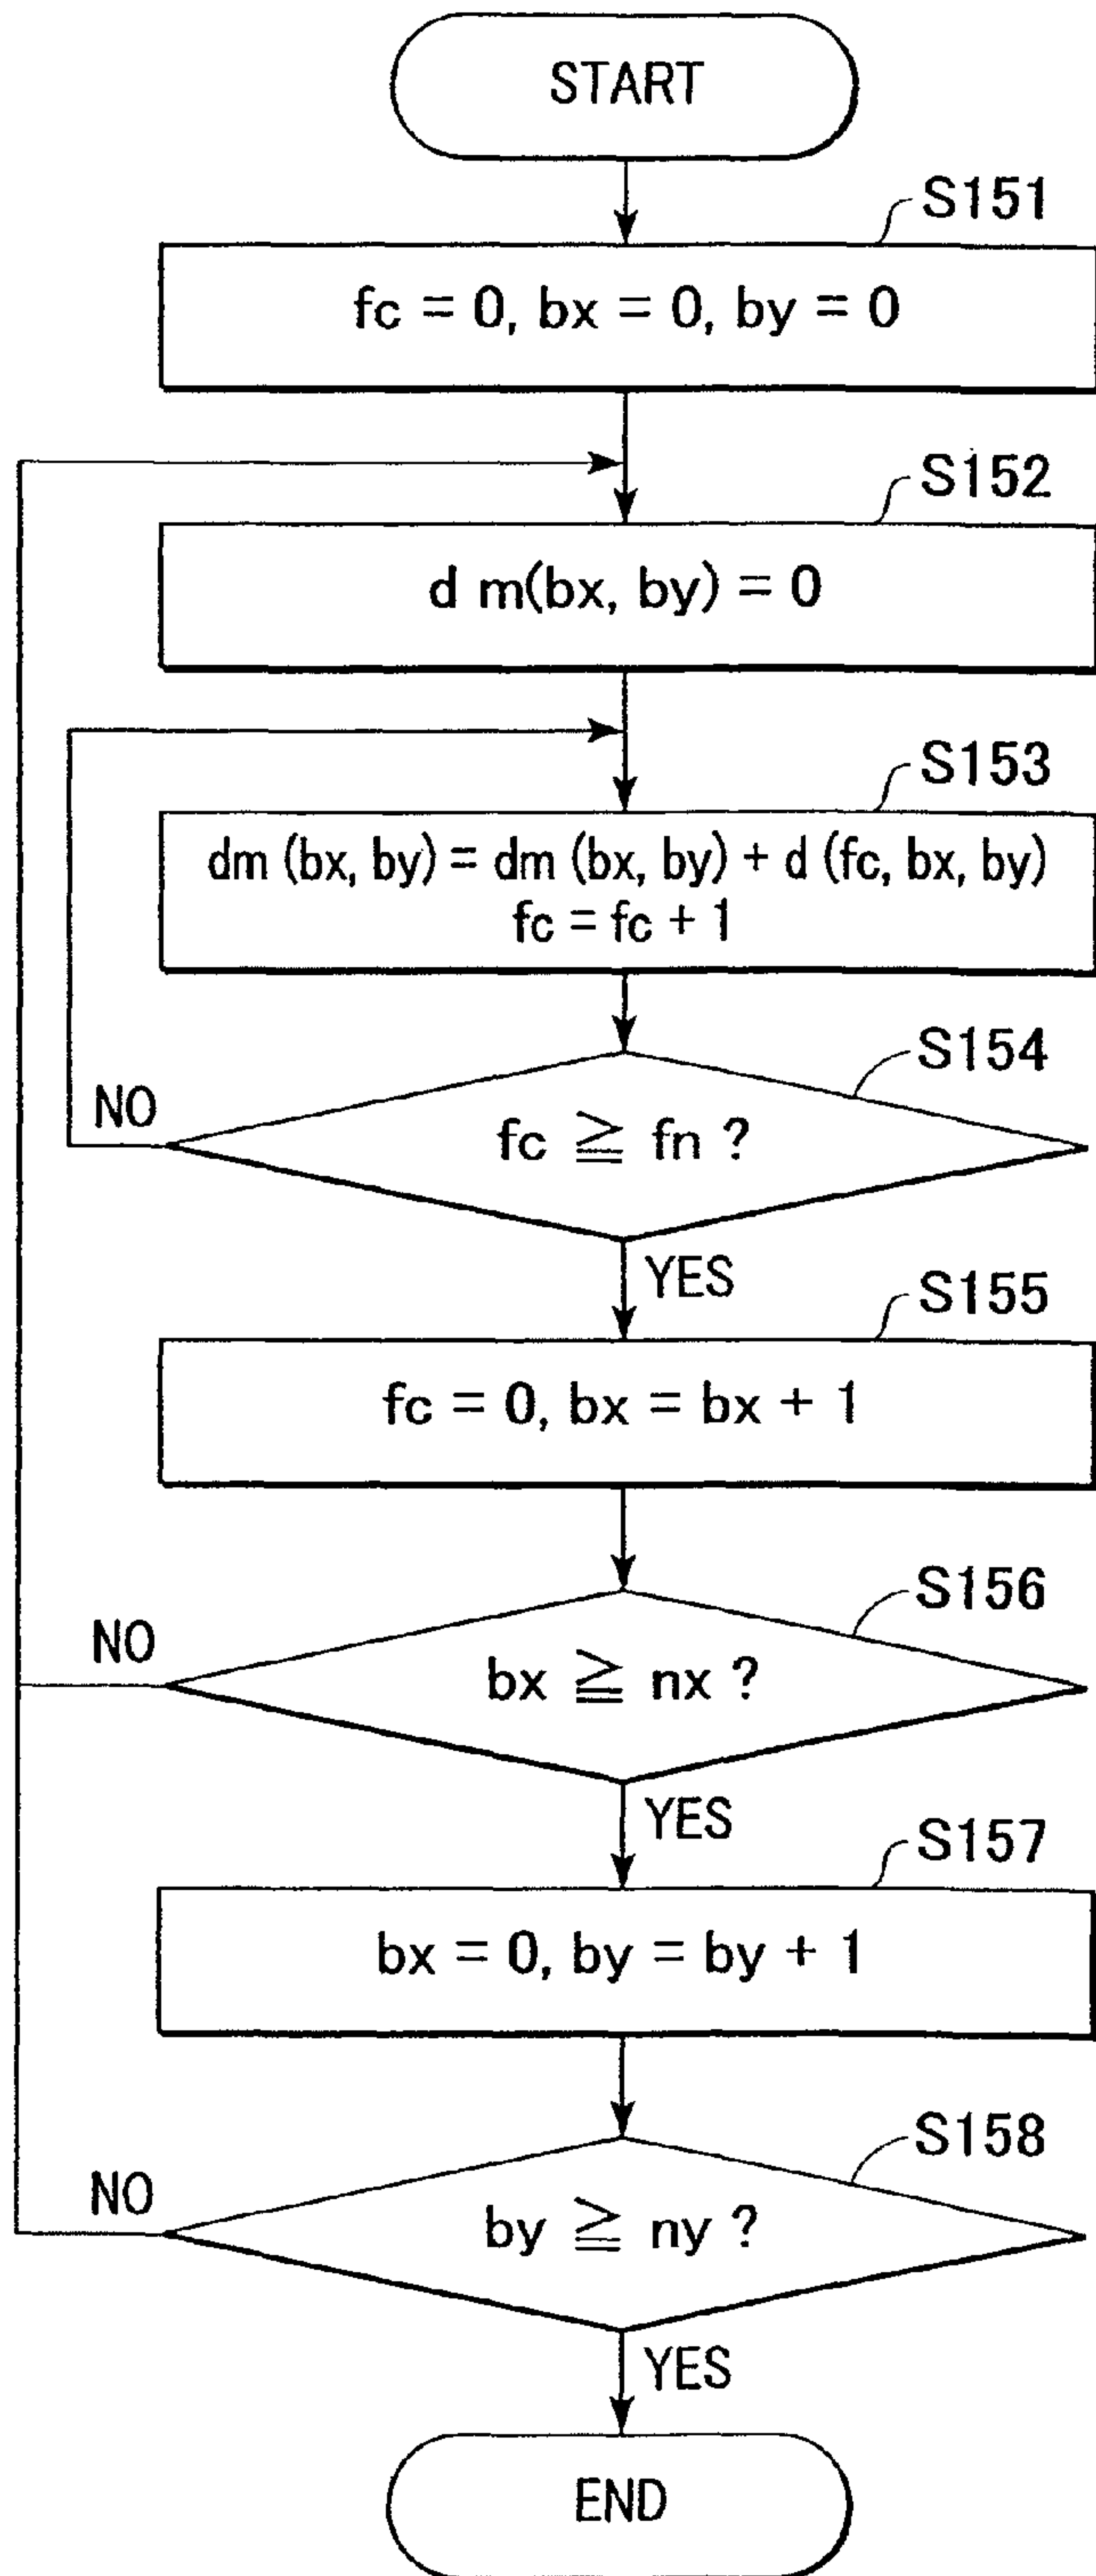 START
S151
fc = 0, bx = 0, by = 0
S152
d m(bx, by) = 0
S153
dm (bx, by) = dm (bx, by) + d (fc, bx, by)
fc = fc + 1
S154
NO
fc ≧ fn ?
YES
S155
fc = 0, bx = bx + 1
S156
NO
bx ≧ nx ?
YES
S157
bx = 0, by = by + 1
S158
NO
by ≧ ny ?
YES
END